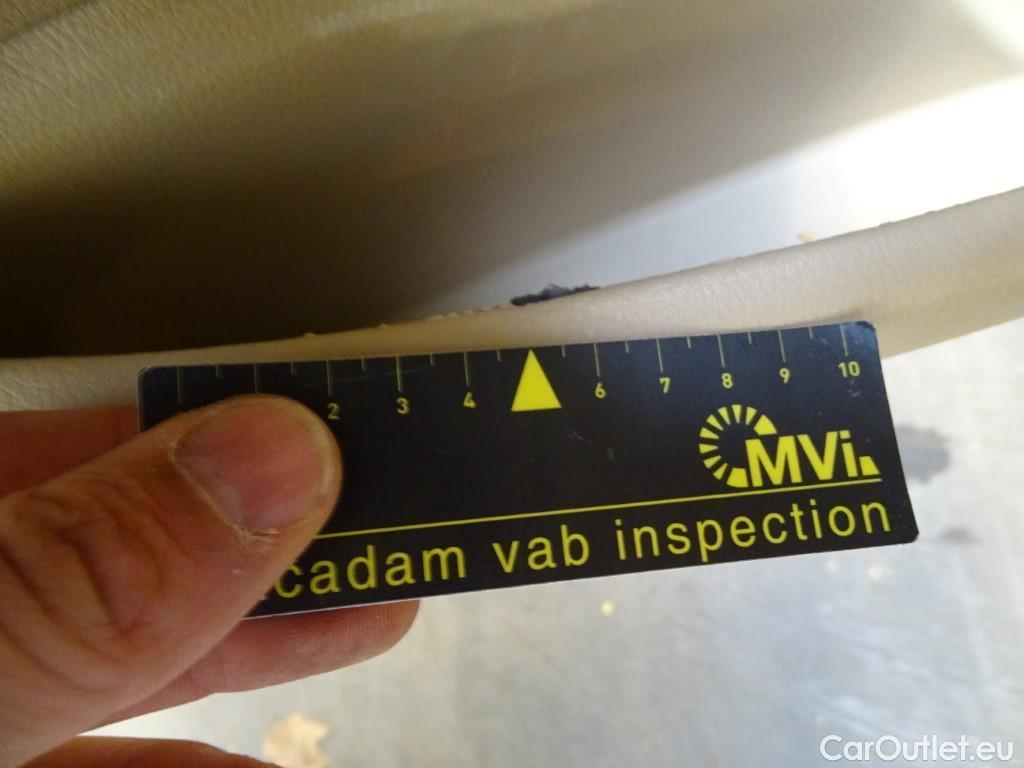 2 3 4 6 7 8 9 10
MVi
cadam vab inspection
CarOutlet.eu